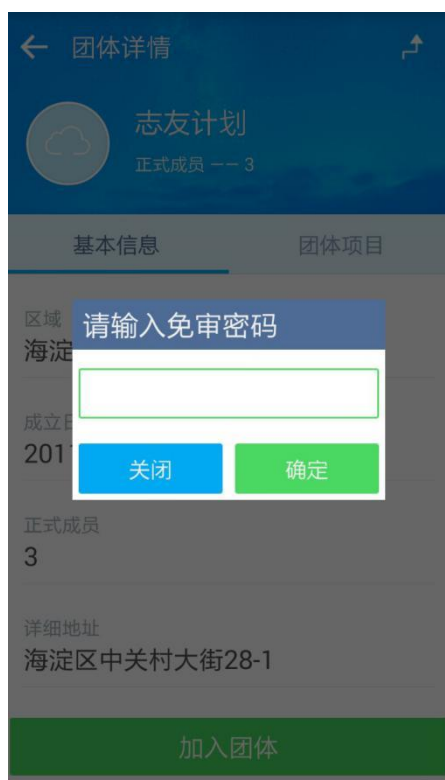 团体详情
志友计划
正式成员 —— 3
基本信息
团体项目
区域
海淀
请输入免审密码
成立日
201
关闭
确定
正式成员
3
详细地址
海淀区中关村大街28-1
加入团体